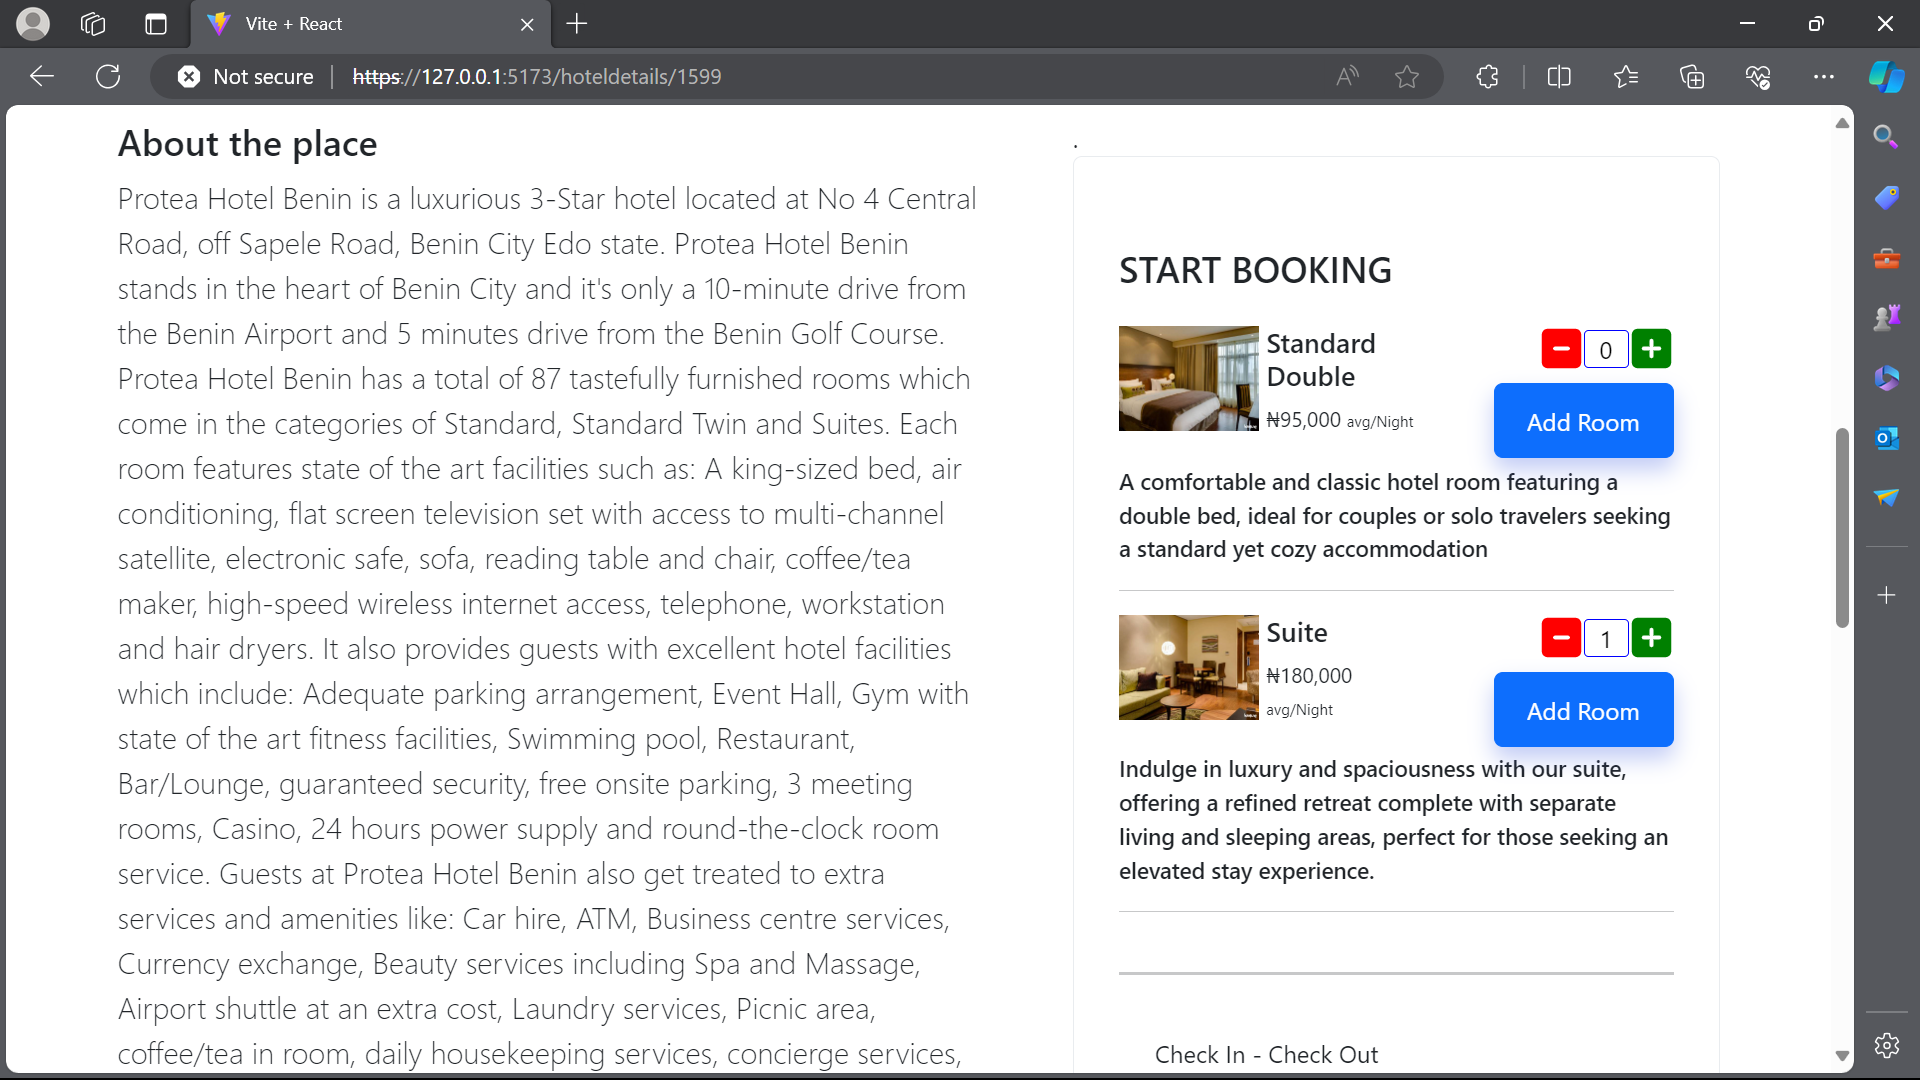 Vite + React
Not secure
https://127.0.0.1:5173/hoteldetails/1599
About the place
Protea Hotel Benin is a luxurious 3-Star hotel located at No 4 Central
Road, off Sapele Road, Benin City Edo state. Protea Hotel Benin
stands in the heart of Benin City and it's only a 10-minute drive from
the Benin Airport and 5 minutes drive from the Benin Golf Course.
Protea Hotel Benin has a total of 87 tastefully furnished rooms which
come in the categories of Standard, Standard Twin and Suites. Each
room features state of the art facilities such as: A king-sized bed, air
conditioning, flat screen television set with access to multi-channel
satellite, electronic safe, sofa, reading table and chair, coffee/tea
maker, high-speed wireless internet access, telephone, workstation
and hair dryers. It also provides guests with excellent hotel facilities
which include: Adequate parking arrangement, Event Hall, Gym with
state of the art fitness facilities, Swimming pool, Restaurant,
Bar/Lounge, guaranteed security, free onsite parking, 3 meeting
rooms, Casino, 24 hours power supply and round-the-clock room
service. Guests at Protea Hotel Benin also get treated to extra
services and amenities like: Car hire, ATM, Business centre services,
Currency exchange, Beauty services including Spa and Massage,
Airport shuttle at an extra cost, Laundry services, Picnic area,
coffee/tea in room, daily housekeeping services, concierge services,
.
START BOOKING
Standard
Double
₦95,000 avg/Night
- 0 +
Add Room
A comfortable and classic hotel room featuring a
double bed, ideal for couples or solo travelers seeking
a standard yet cozy accommodation
Suite
₦180,000
avg/Night
- 1 +
Add Room
Indulge in luxury and spaciousness with our suite,
offering a refined retreat complete with separate
living and sleeping areas, perfect for those seeking an
elevated stay experience.
Check In - Check Out